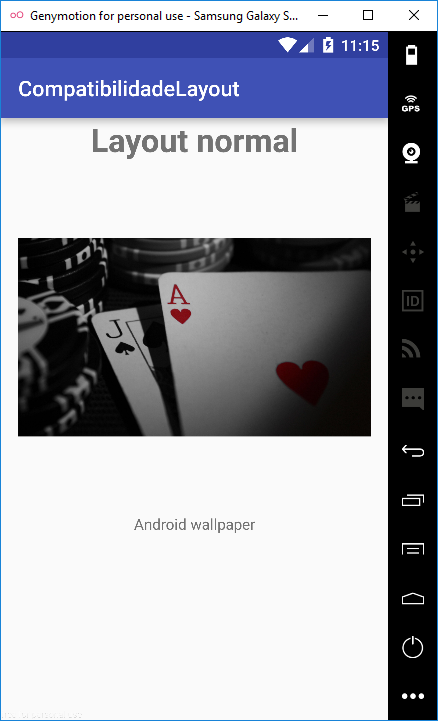 Genymotion for personal use - Samsung Galaxy S...
11:15
CompatibilidadeLayout
GPS
Layout normal
A
J
ID
Android wallpaper